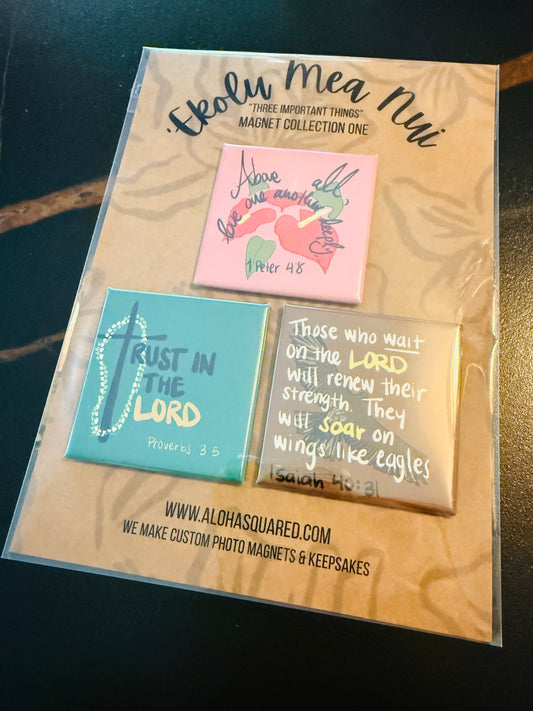 'Ekolu Mea Nui
"THREE IMPORTANT THINGS"
MAGNET COLLECTION ONE
Above all
love one another deeply
1 Peter 4:8
TRUST IN
THE
LORD
Proverbs 3:5
Those who wait
on the LORD
will renew their
strength. They
will soar on
wings like eagles
Isaiah 40:31
WWW.ALOHASQUARED.COM
WE MAKE CUSTOM PHOTO MAGNETS & KEEPSAKES